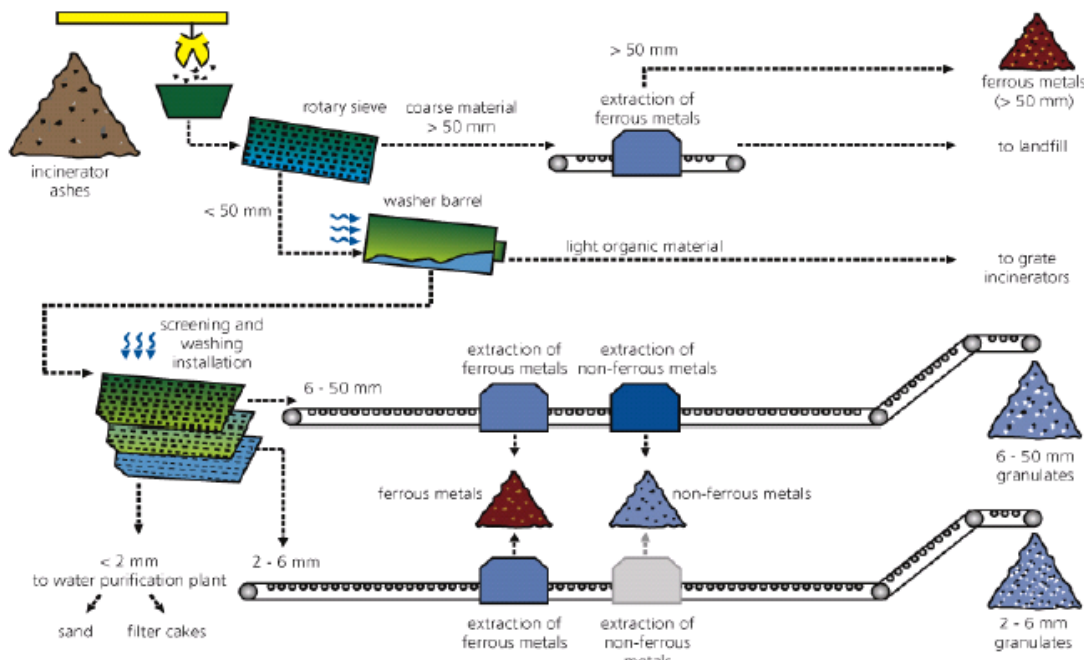 > 50 mm
ferrous metals
(> 50 mm)
rotary sieve
coarse material
> 50 mm
extraction of
ferrous metals
to landfill
incinerator
ashes
< 50 mm
washer barrel
light organic material
to grate
incinerators
screening and
washing
installation
6 - 50 mm
extraction of
ferrous metals
extraction of
non-ferrous metals
6 - 50 mm
granulates
ferrous metals
non-ferrous metals
< 2 mm
to water purification plant
2 - 6 mm
sand
filter cakes
extraction of
ferrous metals
extraction of
non-ferrous
metals
2 - 6 mm
granulates